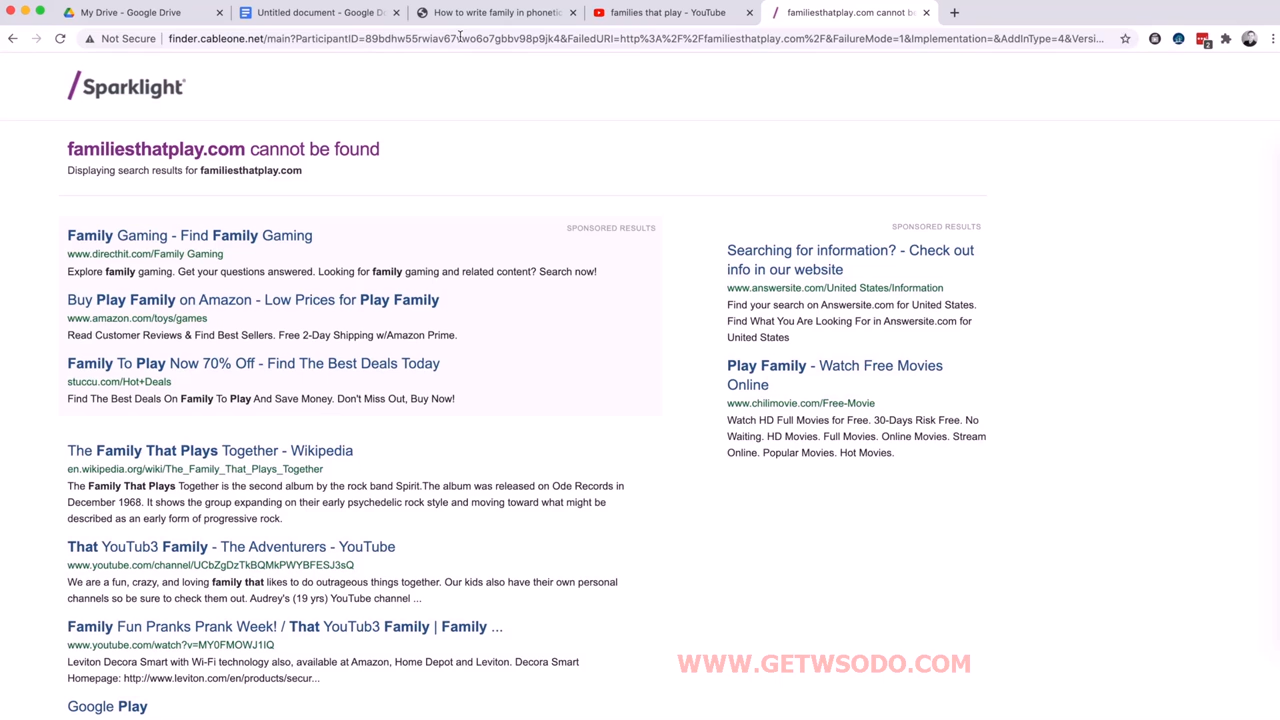 My Drive - Google Drive
Untitled document - Google D
How to write family in phonetic
families that play - YouTube
familiesthatplay.com cannot b
Not Secure
finder.cableone.net/main?ParticipantID=89bdhw55rwiav67 wo6o7gbbv98p9jk4&FailedURI=http%3A%2F%2Ffamiliesthatplay.com%2F&FailureMode=1&Implementation=&AddInType=4&Versi...
2
Sparklight
familiesthatplay.com cannot be found
Displaying search results for familiesthatplay.com
SPONSORED RESULTS
Family Gaming - Find Family Gaming
www.directhit.com/Family Gaming
Explore family gaming. Get your questions answered. Looking for family gaming and related content? Search now!
Buy Play Family on Amazon - Low Prices for Play Family
www.amazon.com/toys/games
Read Customer Reviews & Find Best Sellers. Free 2-Day Shipping w/Amazon Prime.
Family To Play Now 70% Off - Find The Best Deals Today
stuccu.com/Hot+Deals
Find The Best Deals On Family To Play And Save Money. Don't Miss Out, Buy Now!
The Family That Plays Together - Wikipedia
en.wikipedia.org/wiki/The_Family_That_Plays_Together
The Family That Plays Together is the second album by the rock band Spirit.The album was released on Ode Records in
December 1968. It shows the group expanding on their early psychedelic rock style and moving toward what might be
described as an early form of progressive rock.
That YouTub3 Family - The Adventurers - YouTube
www.youtube.com/channel/UCbZgDzTkBQMkPWYBFESJ3sQ
We are a fun, crazy, and loving family that likes to do outrageous things together. Our kids also have their own personal
channels so be sure to check them out. Audrey's (19 yrs) YouTube channel ...
Family Fun Pranks Prank Week! / That YouTub3 Family | Family ...
www.youtube.com/watch?v=MY0FMOWJ1IQ
Leviton Decora Smart with Wi-Fi technology also, available at Amazon, Home Depot and Leviton. Decora Smart
Homepage: http://www.leviton.com/en/products/secur...
Google Play
SPONSORED RESULTS
Searching for information? - Check out
info in our website
www.answersite.com/United States/Information
Find your search on Answersite.com for United States.
Find What You Are Looking For in Answersite.com for
United States
Play Family - Watch Free Movies
Online
www.chilimovie.com/Free-Movie
Watch HD Full Movies for Free. 30-Days Risk Free. No
Waiting. HD Movies. Full Movies. Online Movies. Stream
Online. Popular Movies. Hot Movies.
WWW.GETWSODO.COM